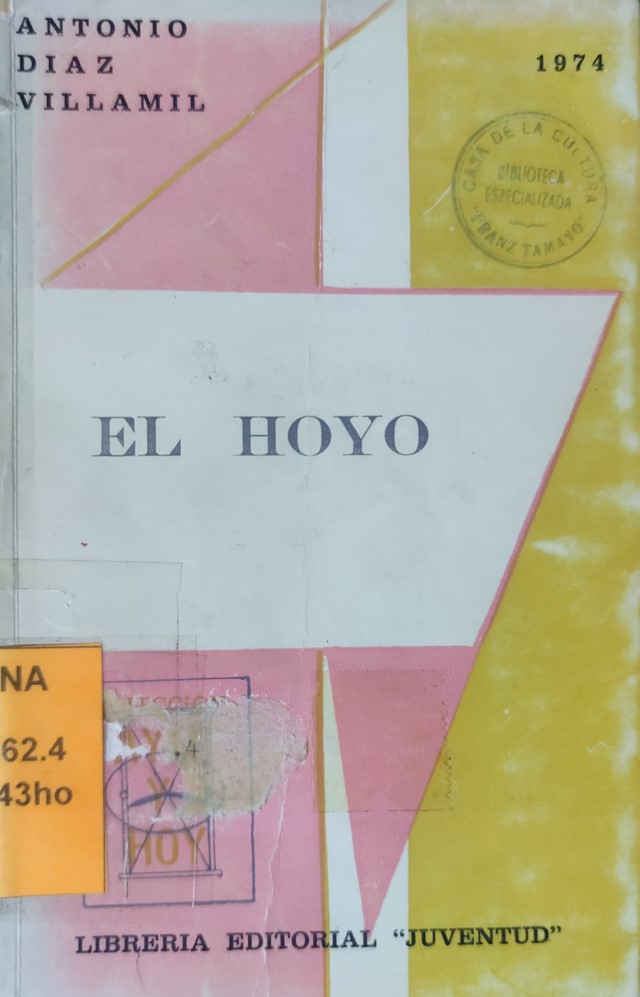 ANTONIO
DIAZ
VILLAMIL
1974
CASA DE LA CULTURA
BIBLIOTECA
ESPECIALIZADA
"FRANZ TAMAYO"
EL HOYO
NA
62.4
43ho
.4
Y
HOY
LIBRERIA EDITORIAL "JUVENTUD"